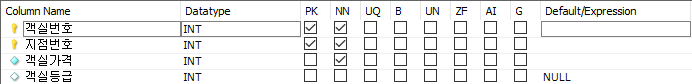 Column Name Datatype PK NN UQ B UN ZF AI G Default/Expression
객실번호 INT
지점번호 INT
객실가격 INT
객실등급 INT NULL